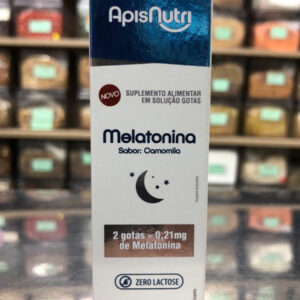 ApisNutri
NOVO
SUPLEMENTO ALIMENTAR
EM SOLUÇÃO GOTAS
Melatonina
Sabor: Camomila
2 gotas = 0,21mg
de Melatonina
ZERO LACTOSE